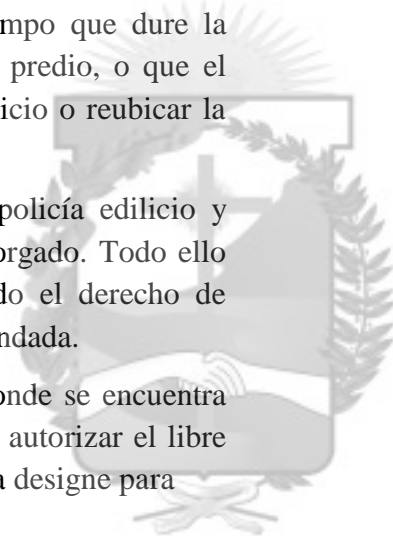 mpo que dure la
predio, o que el
icio o reubicar la
policía edilicio y
orgado. Todo ello
do el derecho de
ndada.
onde se encuentra
autorizar el libre
a designe para